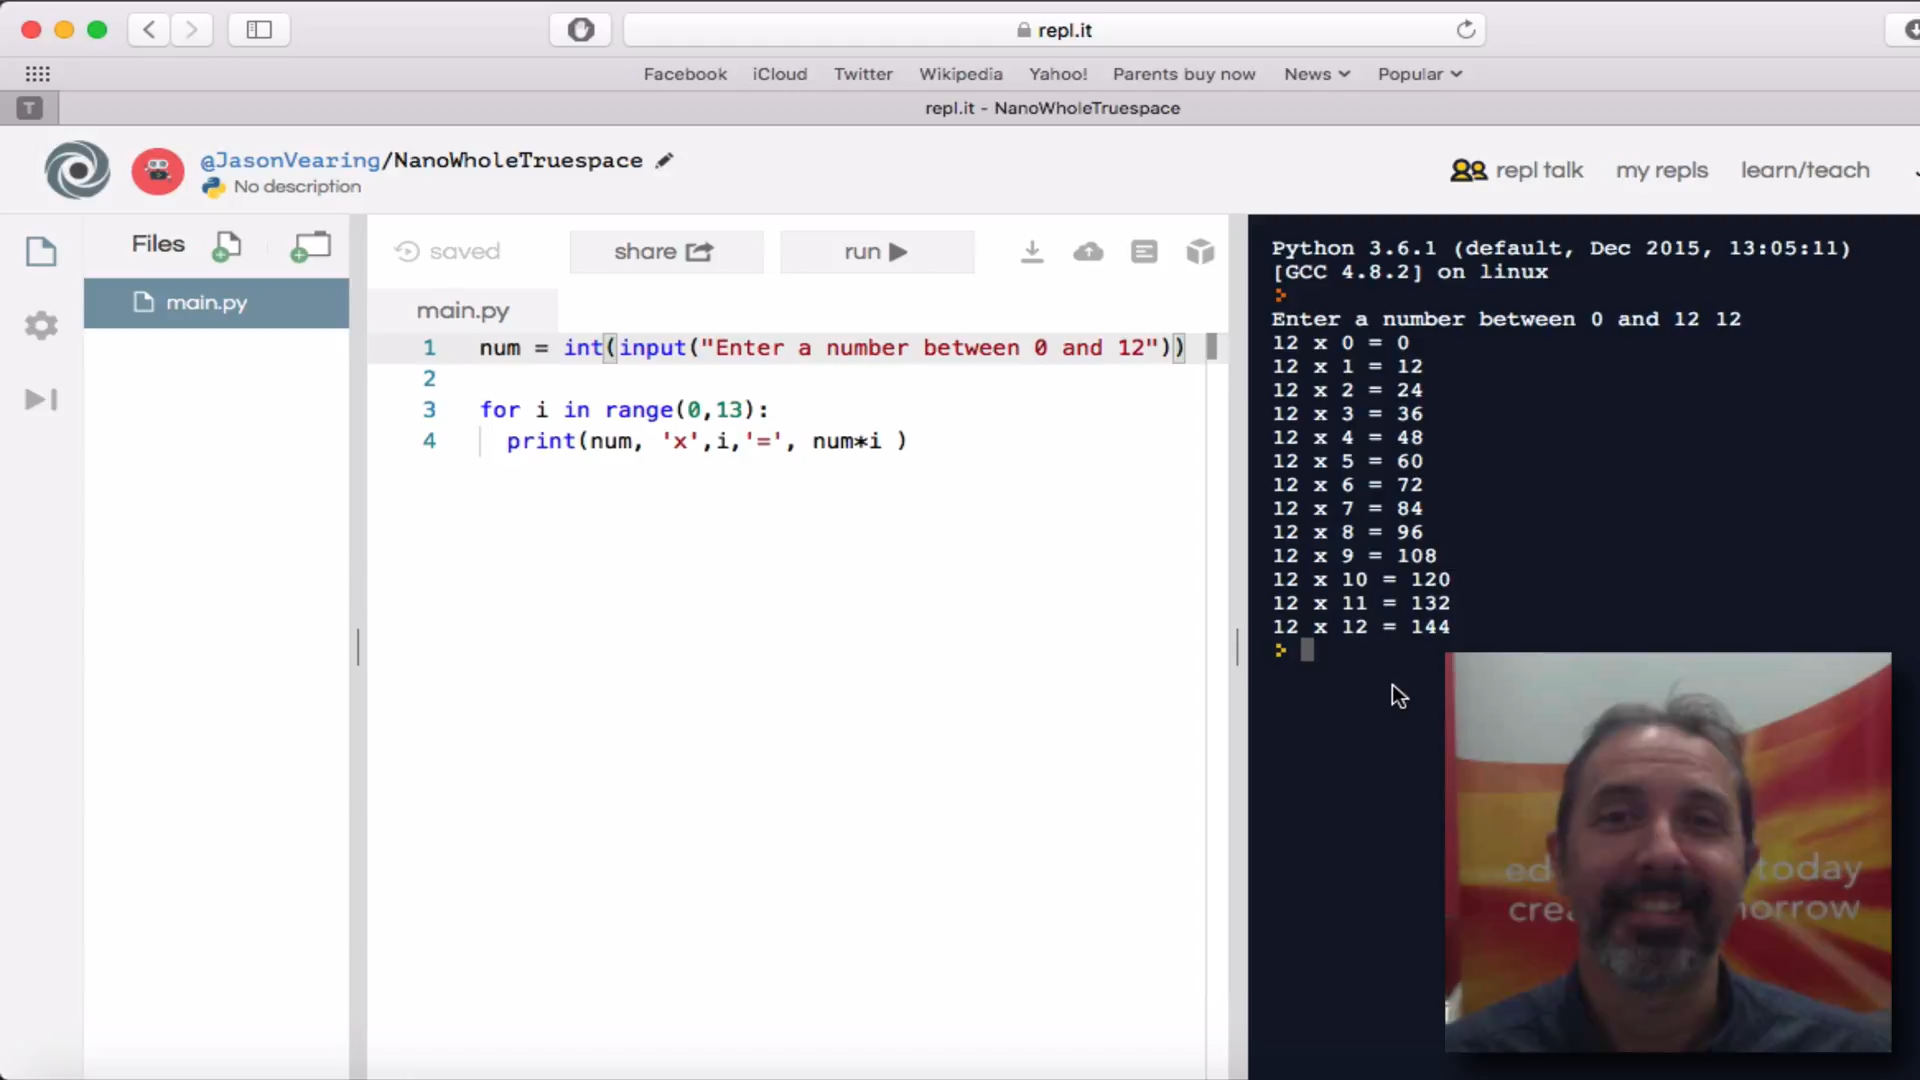 repl.it
Facebook iCloud Twitter Wikipedia Yahoo! Parents buy now News Popular
T
repl.it - NanoWholeTruespace
@JasonVearing/NanoWholeTruespace
No description
repl talk my repls learn/teach
Files
main.py
saved share run
main.py
1 num = int(input("Enter a number between 0 and 12"))
2
3 for i in range(0,13):
4 print(num, 'x',i,'=', num*i )
Python 3.6.1 (default, Dec 2015, 13:05:11)
[GCC 4.8.2] on linux
Enter a number between 0 and 12 12
12 x 0 = 0
12 x 1 = 12
12 x 2 = 24
12 x 3 = 36
12 x 4 = 48
12 x 5 = 60
12 x 6 = 72
12 x 7 = 84
12 x 8 = 96
12 x 9 = 108
12 x 10 = 120
12 x 11 = 132
12 x 12 = 144
today